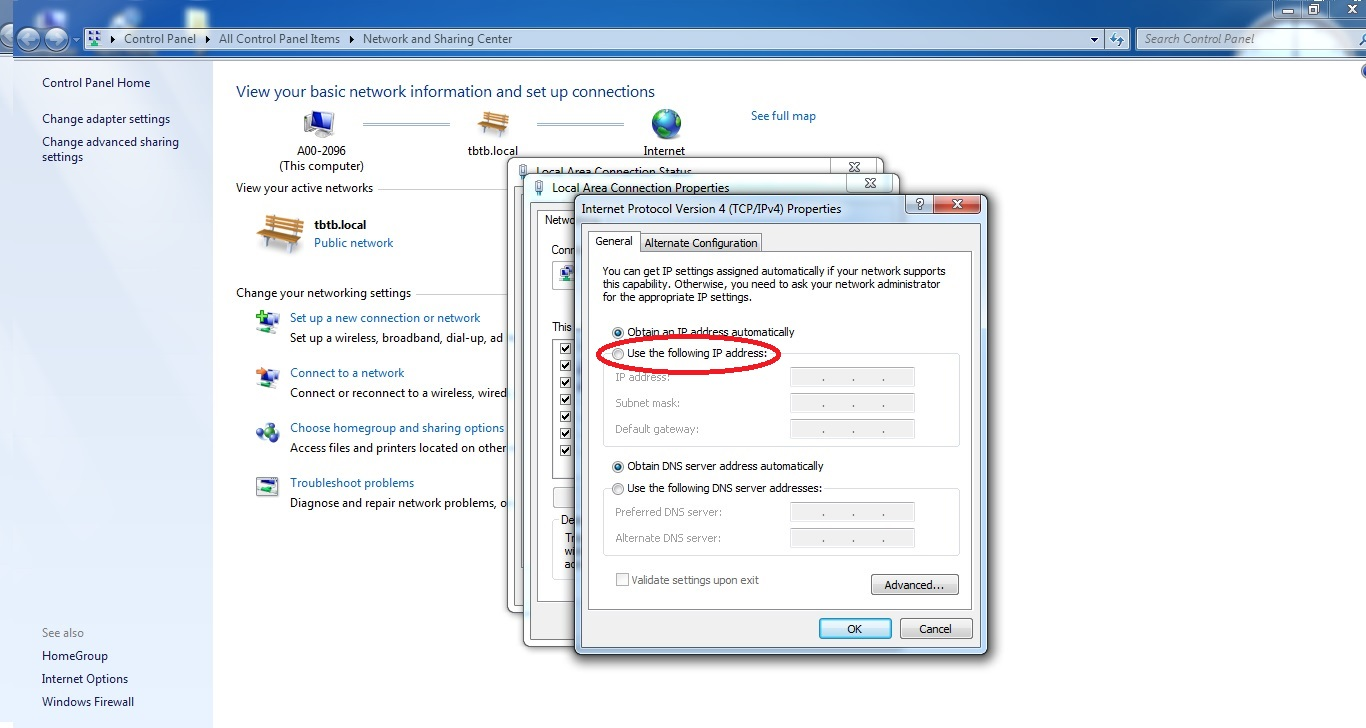 Control Panel
All Control Panel Items
Network and Sharing Center
Search Control Panel
Control Panel Home
Change adapter settings
Change advanced sharing
settings
See also
HomeGroup
Internet Options
Windows Firewall
View your basic network information and set up connections
A00-2096
(This computer)
tbtb.local
Internet
See full map
View your active networks
tbtb.local
Public network
Change your networking settings
Set up a new connection or network
Set up a wireless, broadband, dial-up, ad
Connect to a network
Connect or reconnect to a wireless, wired
Choose homegroup and sharing options
Access files and printers located on other
Troubleshoot problems
Diagnose and repair network problems, o
Local Area Connection Status
Local Area Connection Properties
Netwo
Conn
This
De
Tr
wi
ac
Internet Protocol Version 4 (TCP/IPv4) Properties
General
Alternate Configuration
You can get IP settings assigned automatically if your network supports
this capability. Otherwise, you need to ask your network administrator
for the appropriate IP settings.
Obtain an IP address automatically
Use the following IP address:
IP address:
Subnet mask:
Default gateway:
Obtain DNS server address automatically
Use the following DNS server addresses:
Preferred DNS server:
Alternate DNS server:
Validate settings upon exit
Advanced...
OK
Cancel